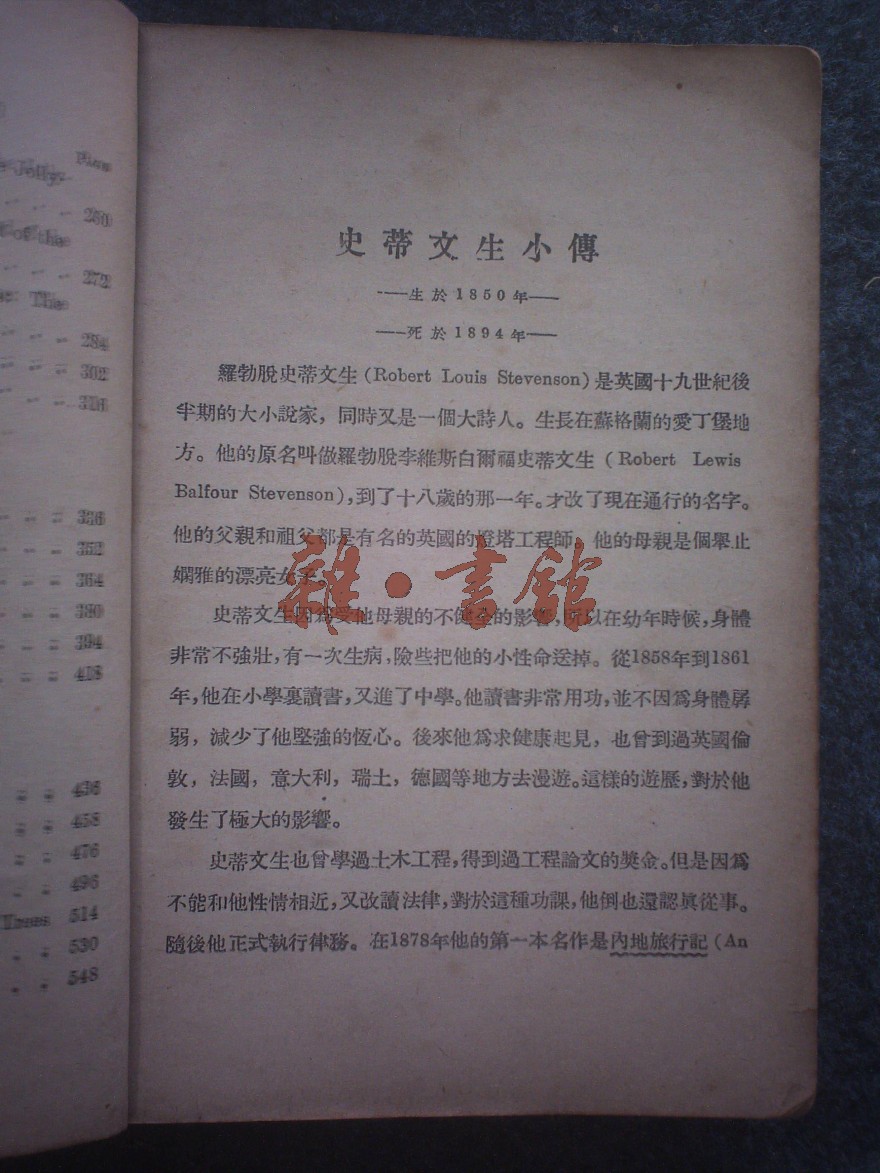 Page
Jolly
260
of the
272
The
284
302
316
336
352
364
380
394
418
436
458
476
496
Trees 514
530
548
史蒂文生小傳
——生於1850年——
——死於1894年——
羅勃脫史蒂文生(Robert Louis Stevenson)是英國十九世紀後
半期的大小說家，同時又是一個大詩人。生長在蘇格蘭的愛丁堡地
方。他的原名叫做羅勃脫李維斯白爾福史蒂文生(Robert Lewis
Balfour Stevenson)，到了十八歲的那一年。才改了現在通行的名字。
他的父親和祖父都是有名的英國的燈塔工程師，他的母親是個舉止
嫻雅的漂亮女子。
史蒂文生因為受他母親的不健全的影響，所以在幼年時候，身體
非常不強壯，有一次生病，險些把他的小性命送掉。從1858年到1861
年，他在小學裏讀書，又進了中學。他讀書非常用功，並不因爲身體孱
弱，減少了他堅強的恆心。後來他爲求健康起見，也曾到過英國倫
敦，法國，意大利，瑞士，德國等地方去漫遊。這樣的遊歷，對於他
發生了極大的影響。
史蒂文生也曾學過土木工程，得到過工程論文的獎金。但是因爲
不能和他性情相近，又改讀法律，對於這種功課，他倒也還認眞從事。
隨後他正式執行律務。在1878年他的第一本名作是內地旅行記(An
雜·書館